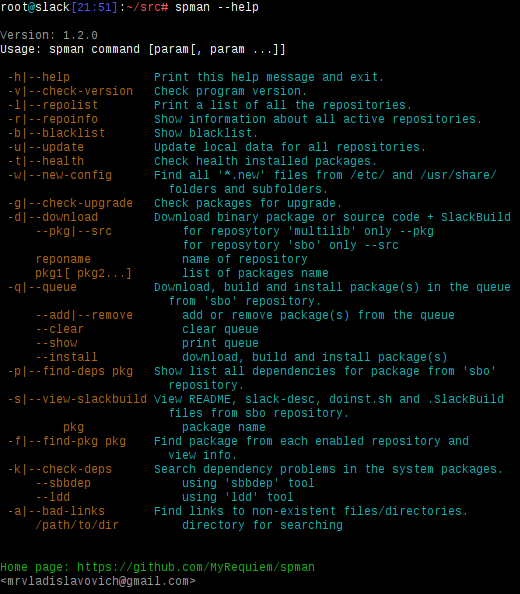 root@slack[21:51]:~/src# spman --help

Version: 1.2.0
Usage: spman command [param[, param ...]]

 -h|--help            Print this help message and exit.
 -v|--check-version   Check program version.
 -l|--repolist        Print a list of all the repositories.
 -r|--repoinfo        Show information about all active repositories.
 -b|--blacklist       Show blacklist.
 -u|--update          Update local data for all repositories.
 -t|--health          Check health installed packages.
 -w|--new-config      Find all '*.new' files from /etc/ and /usr/share/
                        folders and subfolders.
 -g|--check-upgrade   Check packages for upgrade.
 -d|--download        Download binary package or source code + SlackBuild
     --pkg|--src          for reposytory 'multilib' only --pkg
                          for reposytory 'sbo' only --src
     reponame             name of repository
     pkg1[ pkg2...]       list of packages name
 -q|--queue           Download, build and install package(s) in the queue
                        from 'sbo' repository.
     --add|--remove       add or remove package(s) from the queue
     --clear              clear queue
     --show               print queue
     --install            download, build and install package(s)
 -p|--find-deps pkg   Show list all dependencies for package from 'sbo'
                        repository.
 -s|--view-slackbuild View README, slack-desc, doinst.sh and .SlackBuild
                        files from sbo repository.
         pkg              package name
 -f|--find-pkg pkg    Find package from each enabled repository and
                        view info.
 -k|--check-deps      Search dependency problems in the system packages.
     --sbbdep             using 'sbbdep' tool
     --ldd                using 'ldd' tool
 -a|--bad-links       Find links to non-existent files/directories.
     /path/to/dir         directory for searching

Home page: https://github.com/MyRequiem/spman
<mrvladislavovich@gmail.com>